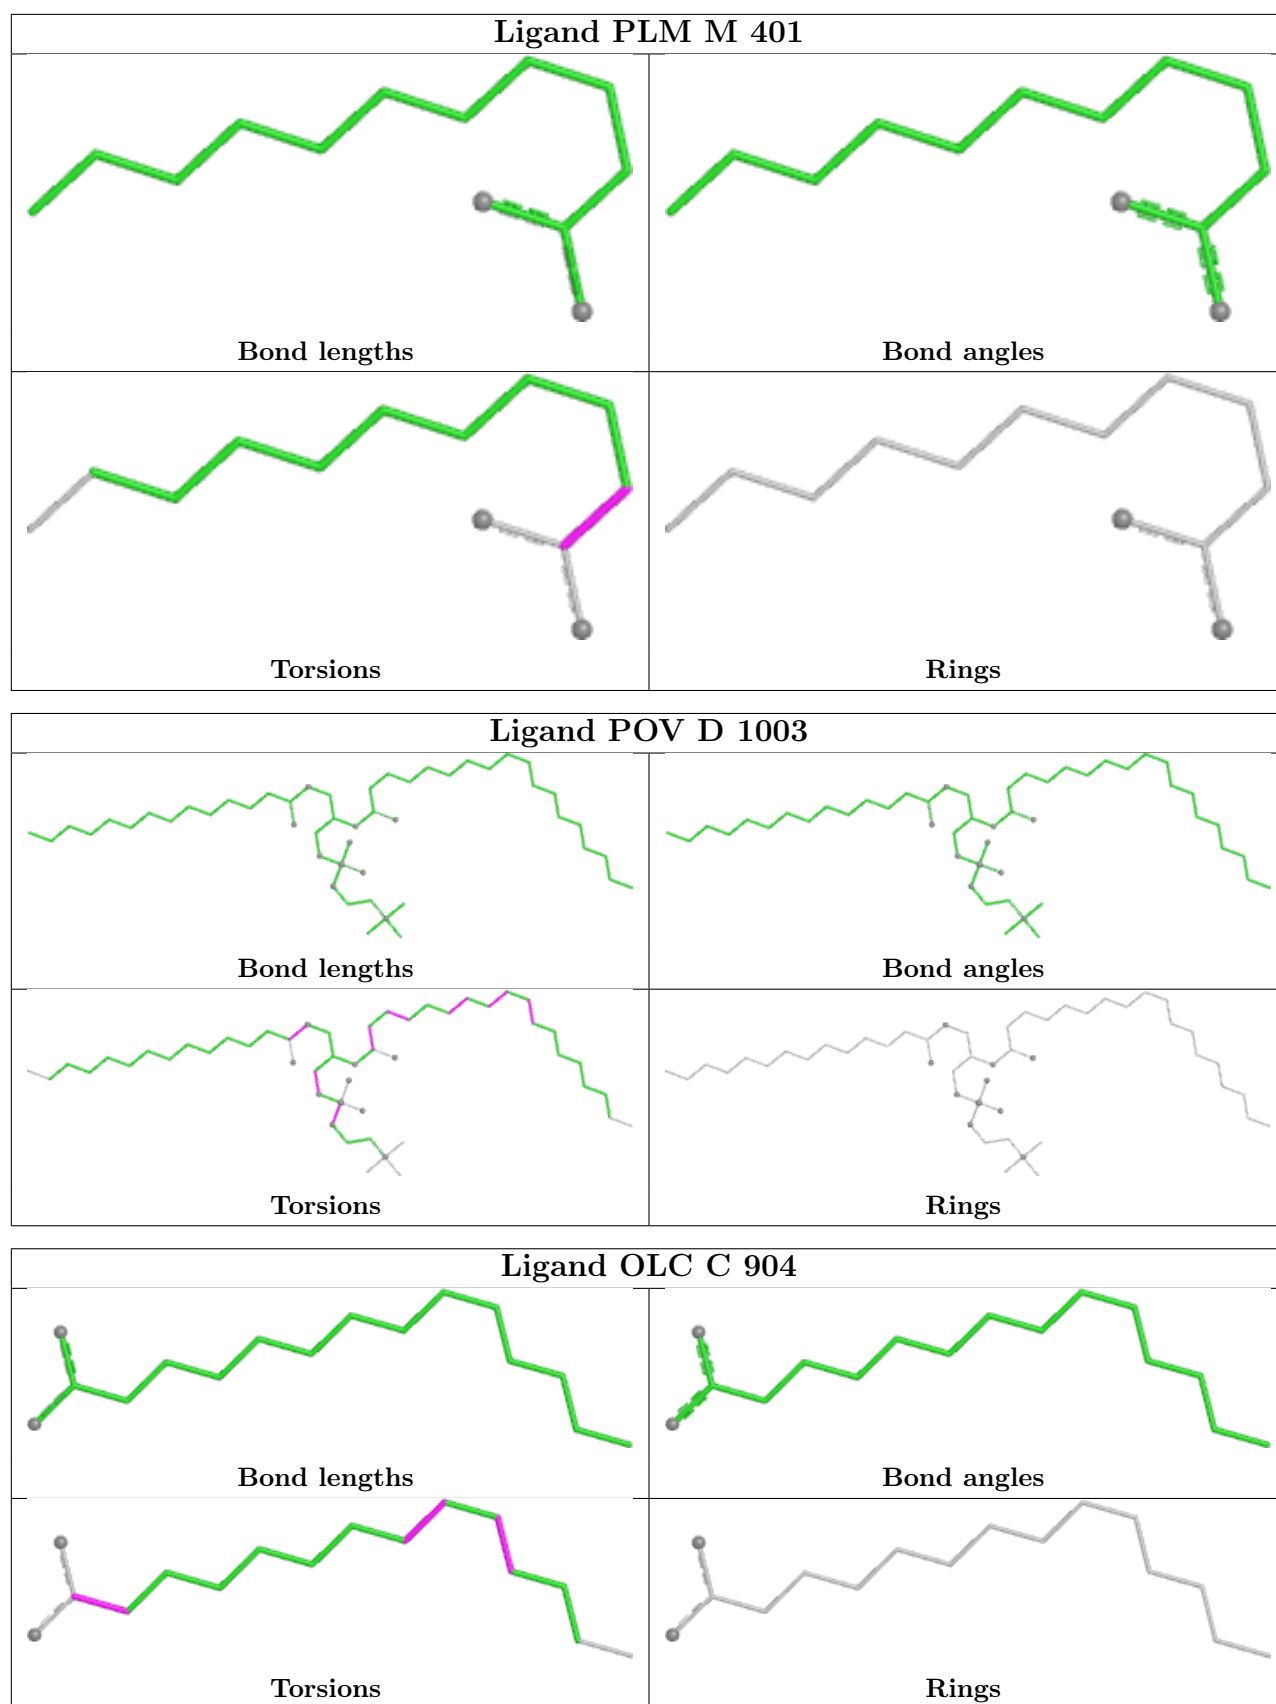 Ligand PLM M 401
Bond lengths
Bond angles
Torsions
Rings
Ligand POV D 1003
Bond lengths
Bond angles
Torsions
Rings
Ligand OLC C 904
Bond lengths
Bond angles
Torsions
Rings